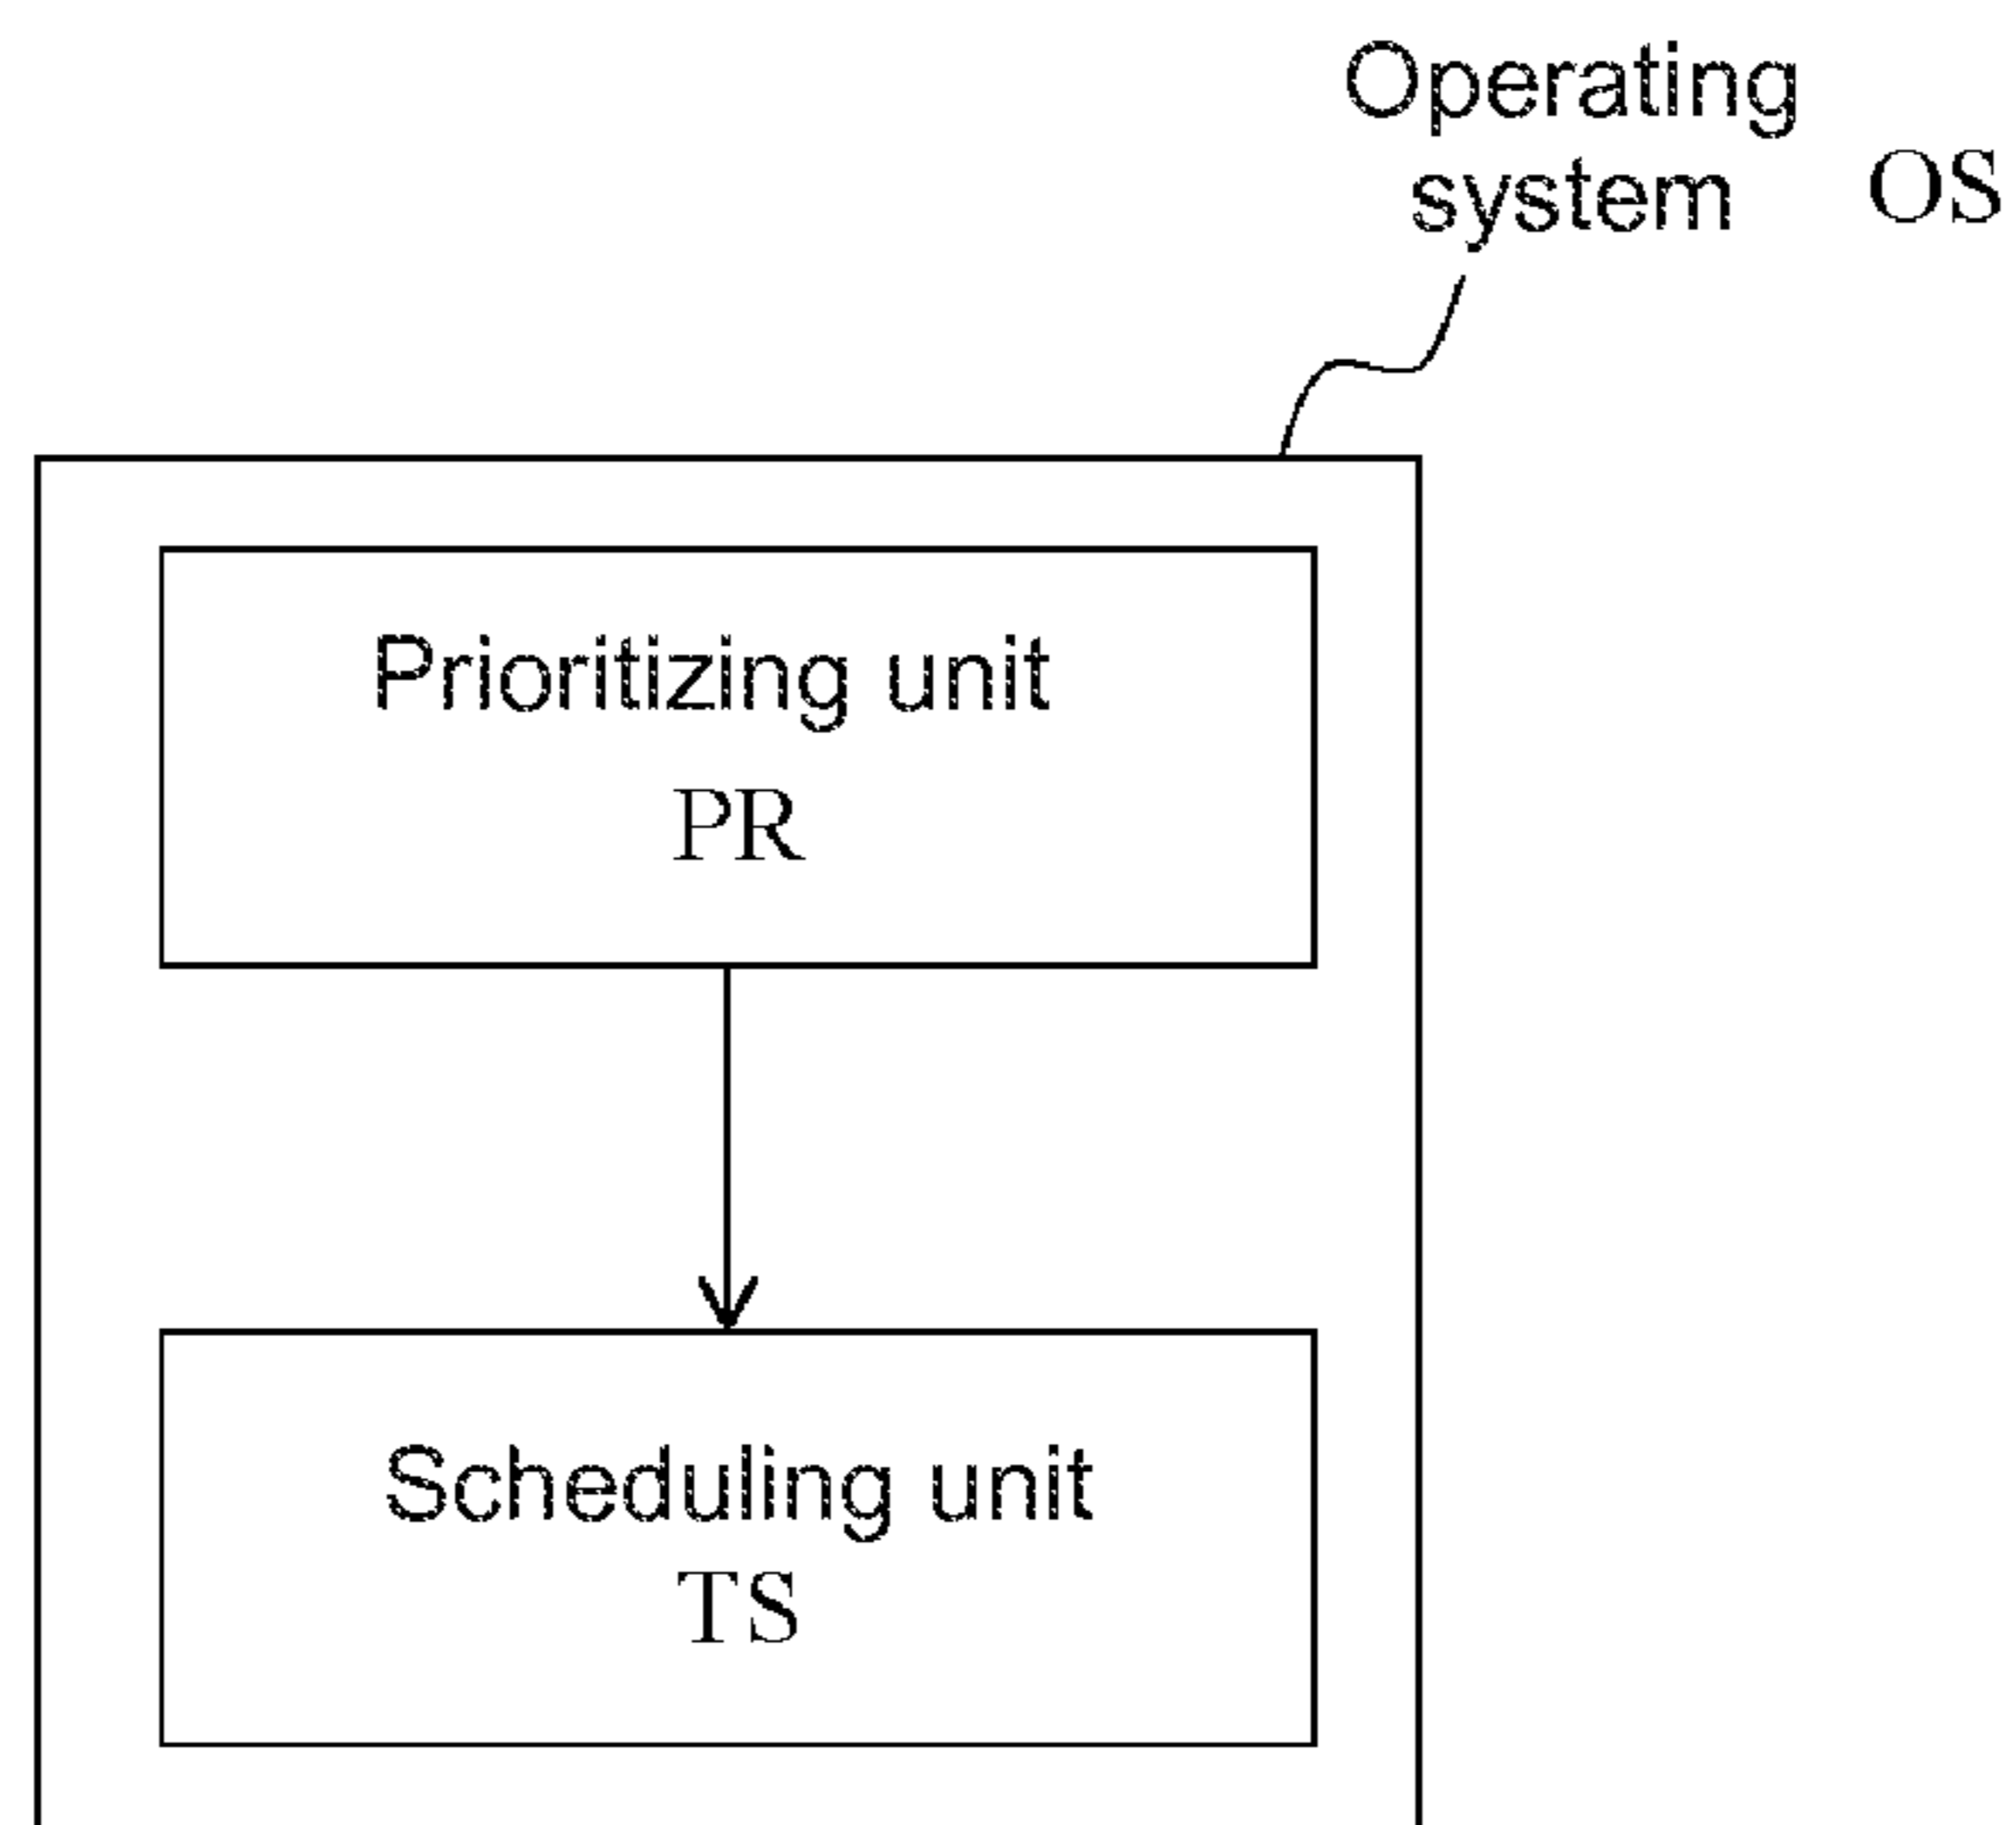 Operating
system OS
Prioritizing unit
PR
Scheduling unit
TS